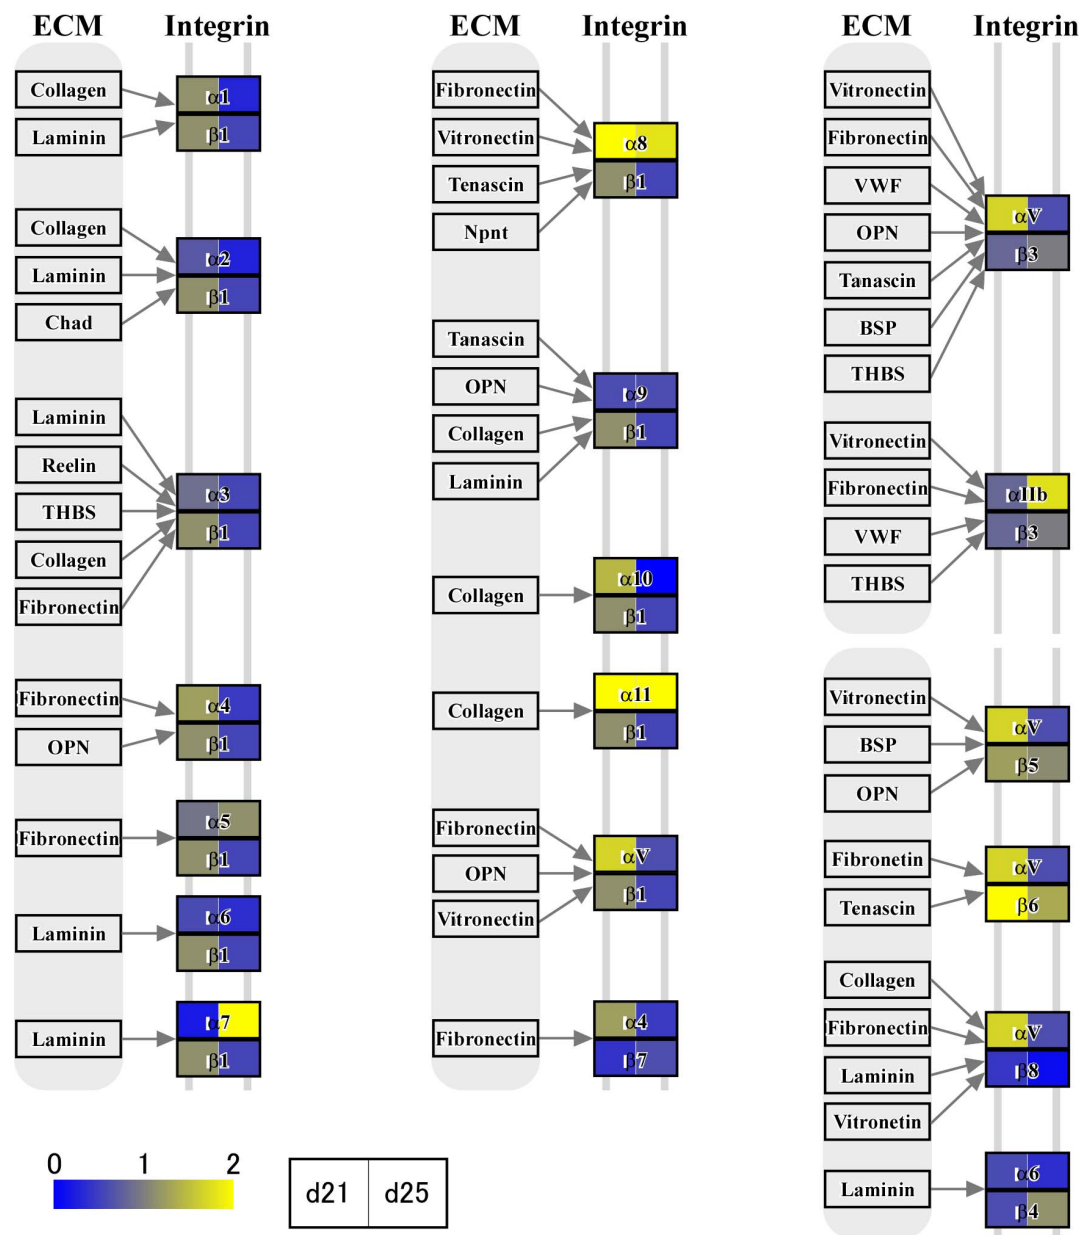 ECM Integrin
Collagen
Laminin
α1
β1
Collagen
Laminin
Chad
α2
β1
Laminin
Reelin
THBS
Collagen
Fibronectin
α3
β1
Fibronectin
OPN
α4
β1
Fibronectin
α5
β1
Laminin
α6
β1
Laminin
α7
β1
ECM Integrin
Fibronectin
Vitronectin
Tenascin
Npnt
α8
β1
Tanascin
OPN
Collagen
Laminin
α9
β1
Collagen
α10
β1
Collagen
α11
β1
Fibronectin
OPN
Vitronectin
αV
β1
Fibronectin
α4
β7
ECM Integrin
Vitronectin
Fibronectin
VWF
OPN
Tanascin
BSP
THBS
αV
β3
Vitronectin
Fibronectin
VWF
THBS
αIIb
β3
Vitronectin
BSP
OPN
αV
β5
Fibronetin
Tenascin
αV
β6
Collagen
Fibronectin
Laminin
Vitronetin
αV
β8
Laminin
α6
β4
0 1 2
d21 d25